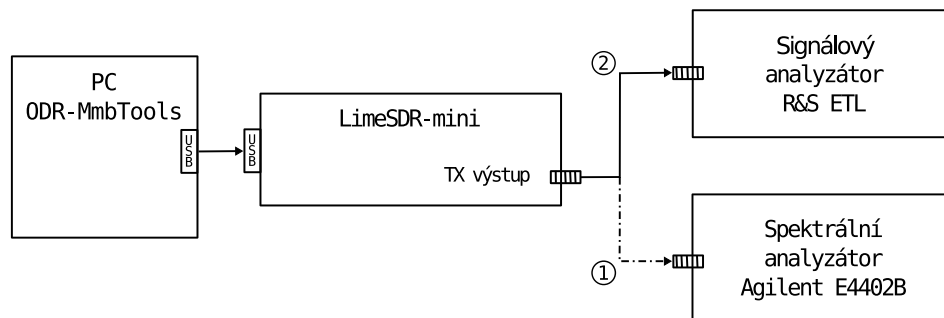 PC
ODR-MmbTools
USB
USB
LimeSDR-mini
TX výstup
②
Signálový
analyzátor
R&S ETL
①
Spektrální
analyzátor
Agilent E4402B